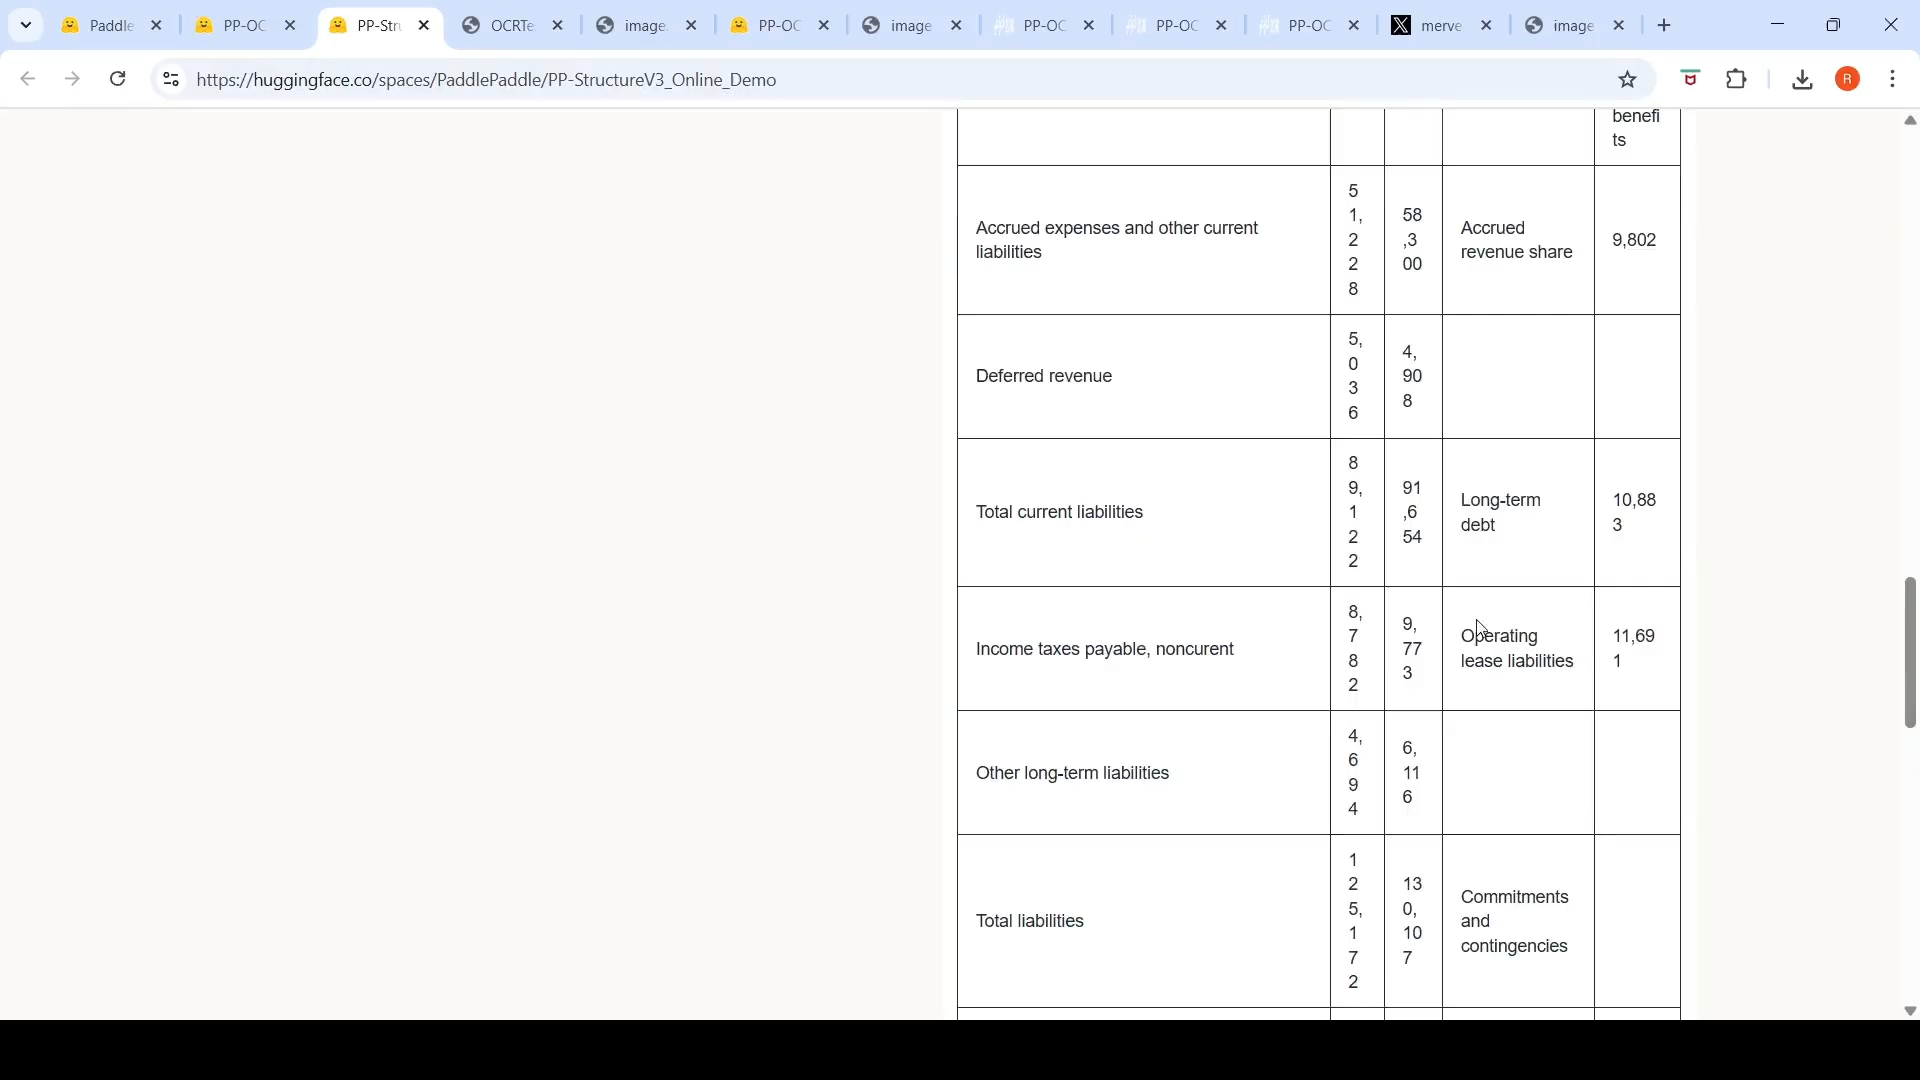 Paddle
PP-OC
PP-Stru
OCRTe
image.
PP-OC
image
PP-OC
PP-OC
PP-OC
merve
image
https://huggingface.co/spaces/PaddlePaddle/PP-StructureV3_Online_Demo
R
benefi
ts
Accrued expenses and other current
liabilities
5
1,
2
2
8
58
,3
00
Accrued
revenue share
9,802
Deferred revenue
5,
0
3
6
4,
90
8
Total current liabilities
8
9,
1
2
2
91
,6
54
Long-term
debt
10,88
3
Income taxes payable, noncurent
8,
7
8
2
9,
77
3
Operating
lease liabilities
11,69
1
Other long-term liabilities
4,
6
9
4
6,
11
6
Total liabilities
1
2
5,
1
7
2
13
0,
10
7
Commitments
and
contingencies